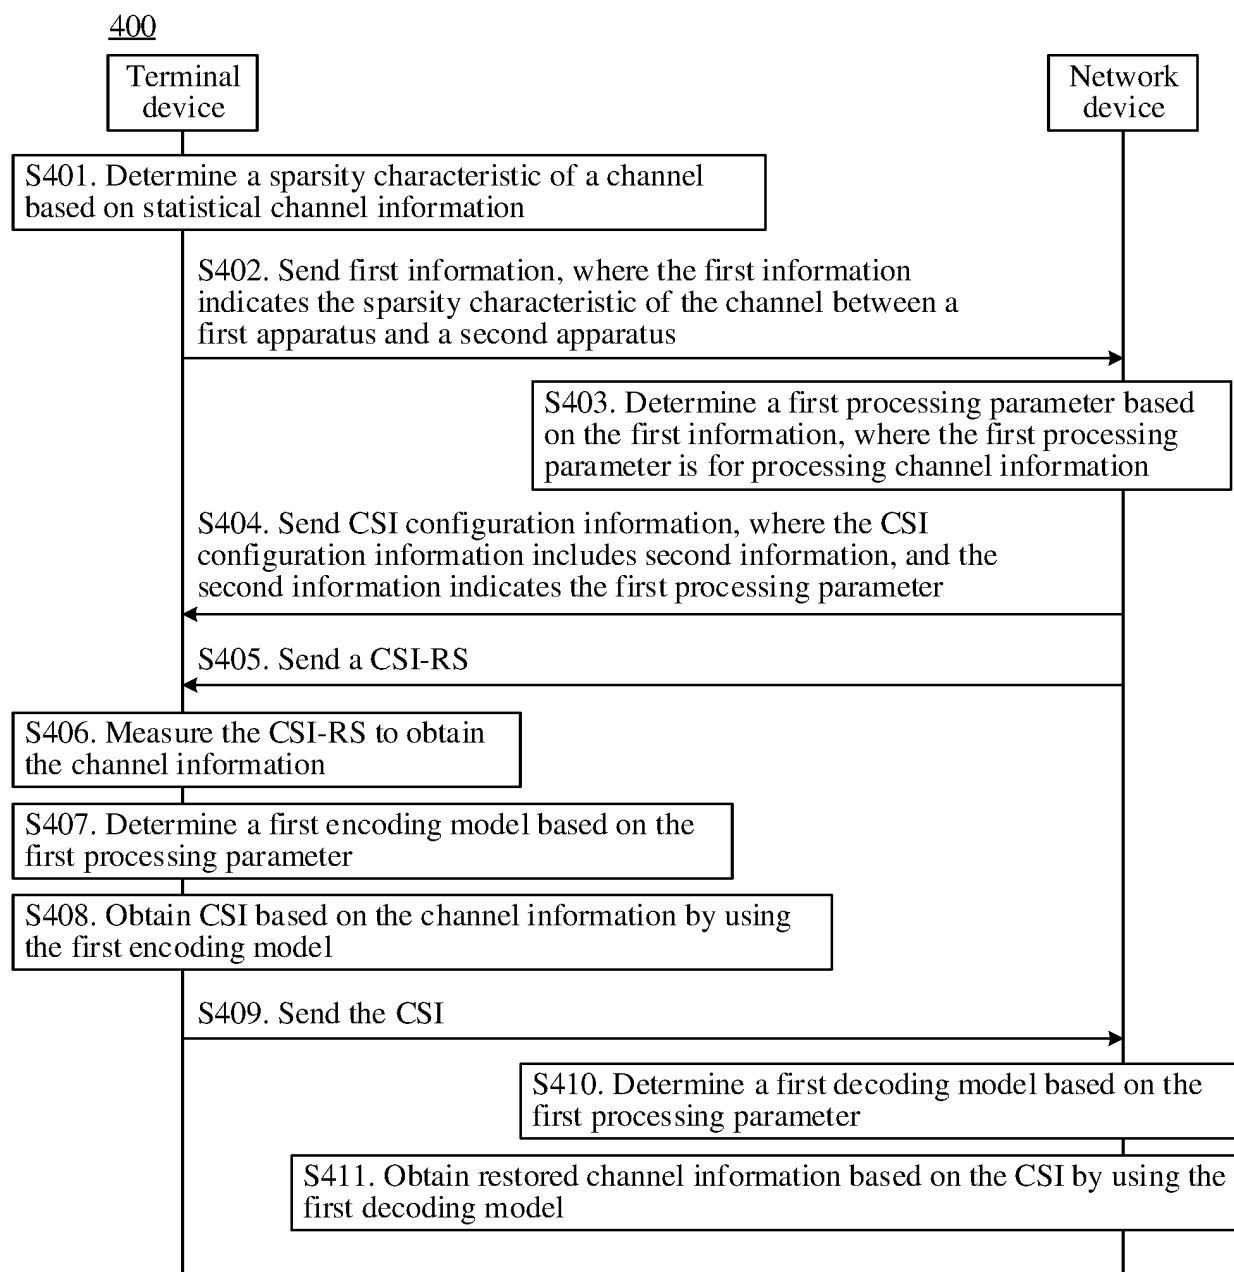 400
Terminal
device
Network
device
S401. Determine a sparsity characteristic of a channel
based on statistical channel information
S402. Send first information, where the first information
indicates the sparsity characteristic of the channel between a
first apparatus and a second apparatus
S403. Determine a first processing parameter based
on the first information, where the first processing
parameter is for processing channel information
S404. Send CSI configuration information, where the CSI
configuration information includes second information, and the
second information indicates the first processing parameter
S405. Send a CSI-RS
S406. Measure the CSI-RS to obtain
the channel information
S407. Determine a first encoding model based on the
first processing parameter
S408. Obtain CSI based on the channel information by using
the first encoding model
S409. Send the CSI
S410. Determine a first decoding model based on the
first processing parameter
S411. Obtain restored channel information based on the CSI by using the
first decoding model